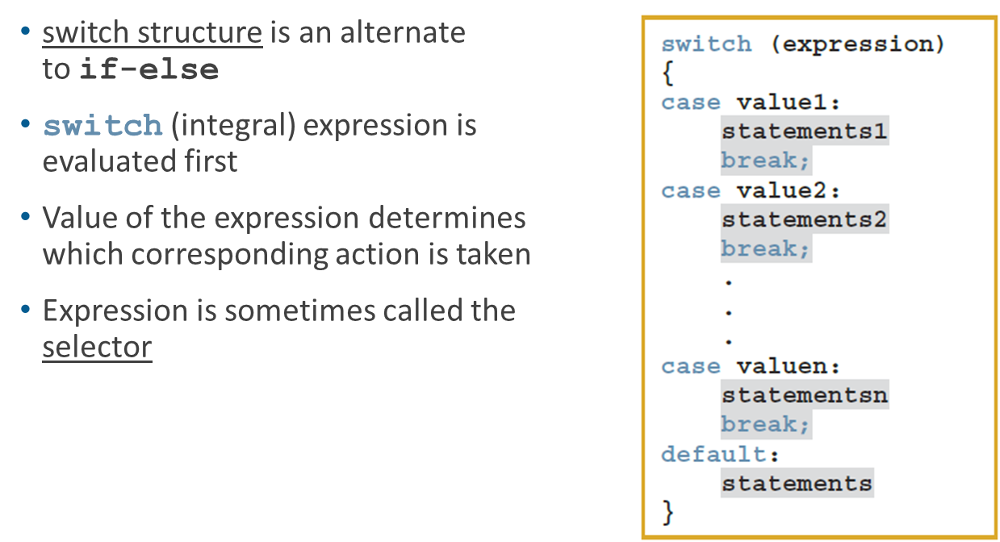 • switch structure is an alternate
to if-else
• switch (integral) expression is
evaluated first
• Value of the expression determines
which corresponding action is taken
• Expression is sometimes called the
selector
switch (expression)
{
case value1:
statements1
break;
case value2:
statements2
break;
.
.
.
case valuen:
statementsn
break;
default:
statements
}